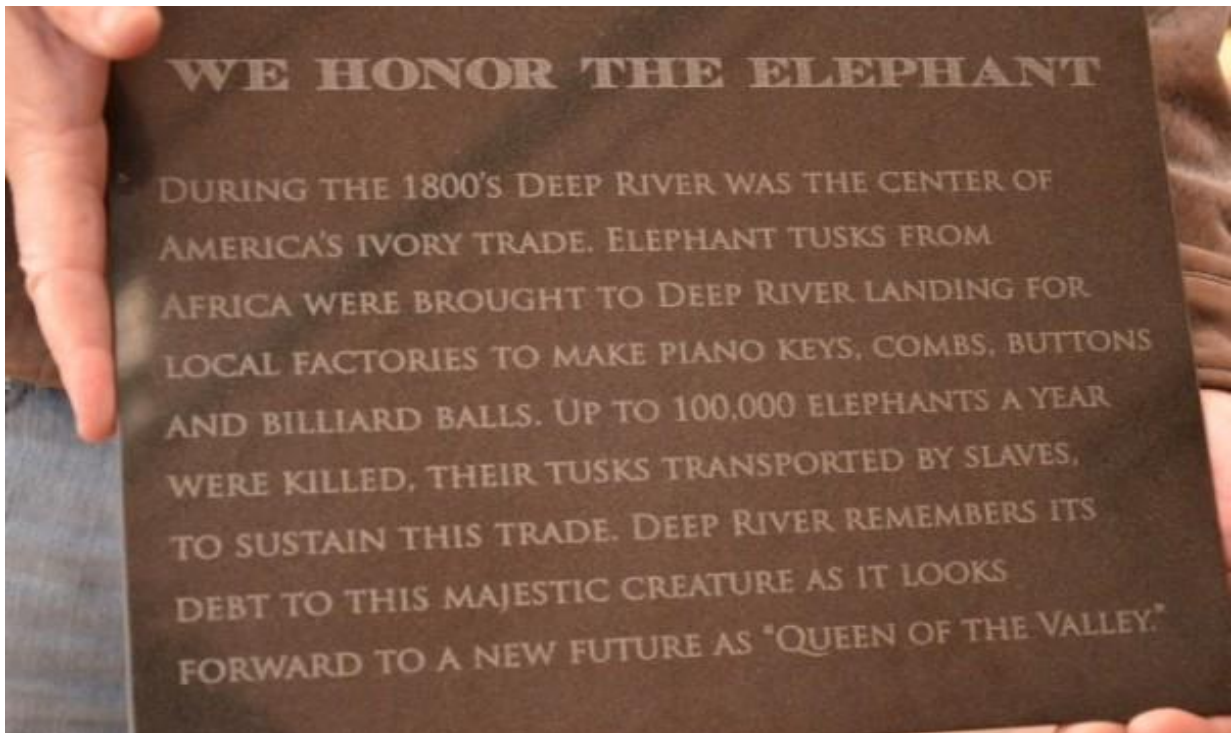 WE HONOR THE ELEPHANT
DURING THE 1800'S DEEP RIVER WAS THE CENTER OF
AMERICA'S IVORY TRADE. ELEPHANT TUSKS FROM
AFRICA WERE BROUGHT TO DEEP RIVER LANDING FOR
LOCAL FACTORIES TO MAKE PIANO KEYS, COMBS, BUTTONS
AND BILLIARD BALLS. UP TO 100,000 ELEPHANTS A YEAR
WERE KILLED, THEIR TUSKS TRANSPORTED BY SLAVES,
TO SUSTAIN THIS TRADE. DEEP RIVER REMEMBERS ITS
DEBT TO THIS MAJESTIC CREATURE AS IT LOOKS
FORWARD TO A NEW FUTURE AS "QUEEN OF THE VALLEY."